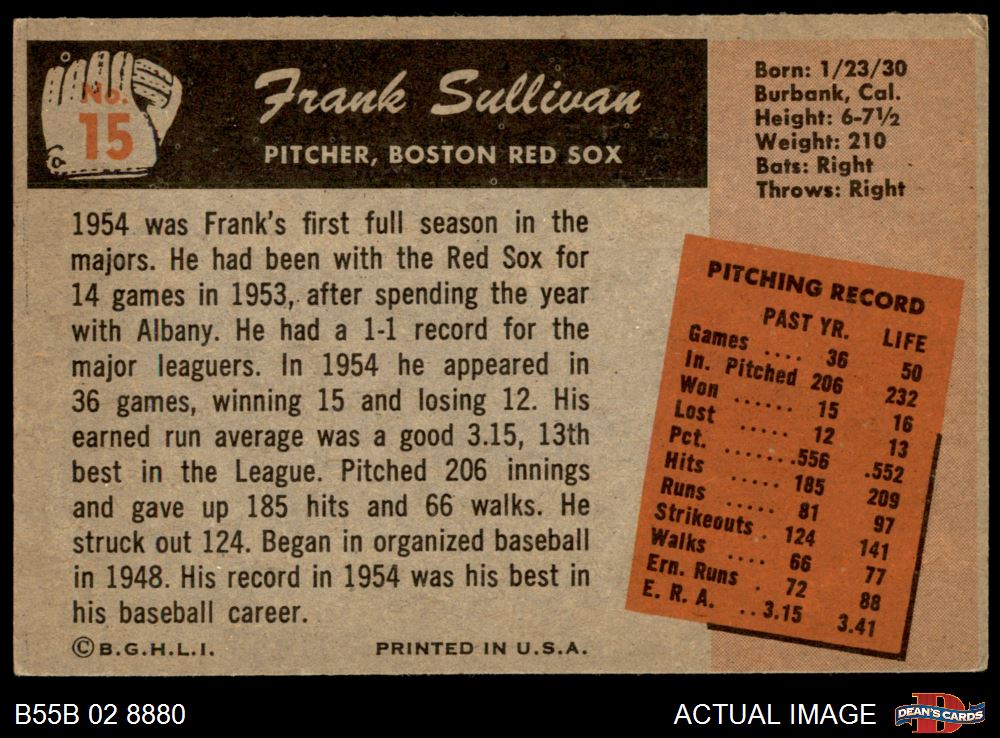 No.
15
Frank Sullivan
PITCHER, BOSTON RED SOX
Born: 1/23/30
Burbank, Cal.
Height: 6-7½
Weight: 210
Bats: Right
Throws: Right
1954 was Frank's first full season in the
majors. He had been with the Red Sox for
14 games in 1953, after spending the year
with Albany. He had a 1-1 record for the
major leaguers. In 1954 he appeared in
36 games, winning 15 and losing 12. His
earned run average was a good 3.15, 13th
best in the League. Pitched 206 innings
and gave up 185 hits and 66 walks. He
struck out 124. Began in organized baseball
in 1948. His record in 1954 was his best in
his baseball career.
©B.G.H.L.I. PRINTED IN U.S.A.
PITCHING RECORD
PAST YR. LIFE
Games .... 36 50
In. Pitched 206 232
Won ...... 15 16
Lost ..... 12 13
Pct. .......556 .552
Hits ..... 185 209
Runs ..... 81 97
Strikeouts .. 124 141
Walks .... 66 77
Ern. Runs . 72 88
E. R. A. ..3.15 3.41
B55B 02 8880
ACTUAL IMAGE
D
DEAN'S CARDS